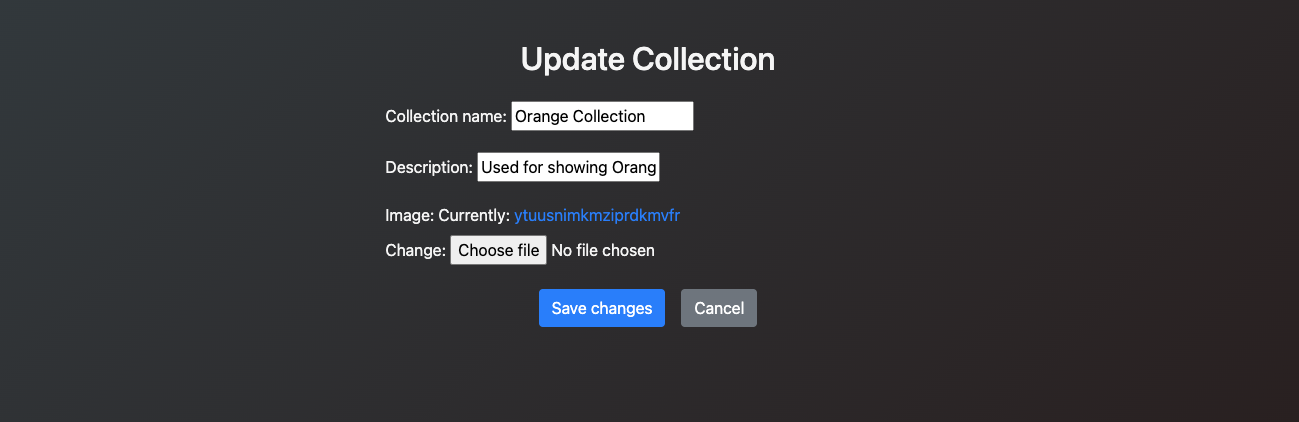 Update Collection
Collection name: Orange Collection
Description: Used for showing Orang
Image: Currently: ytuusnimkmziprdkmvfr
Change: Choose file No file chosen
Save changes Cancel